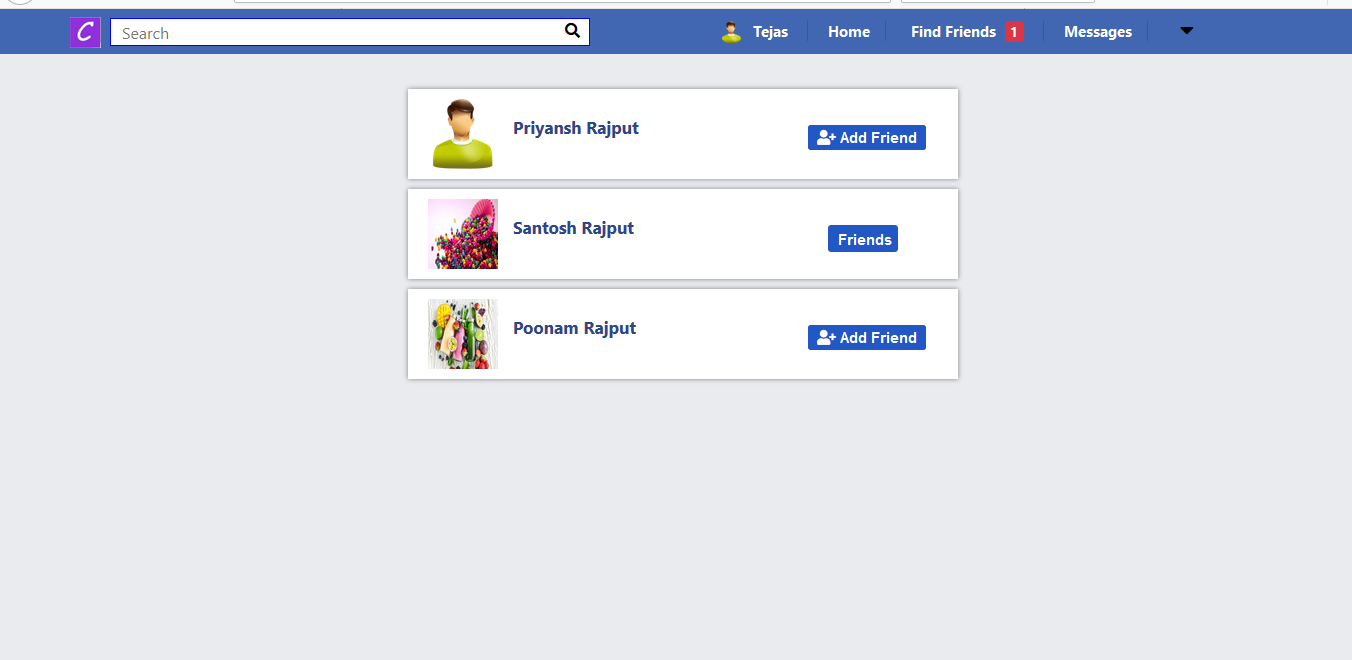 C Search Tejas Home Find Friends 1 Messages
Priyansh Rajput Add Friend
Santosh Rajput Friends
Poonam Rajput Add Friend